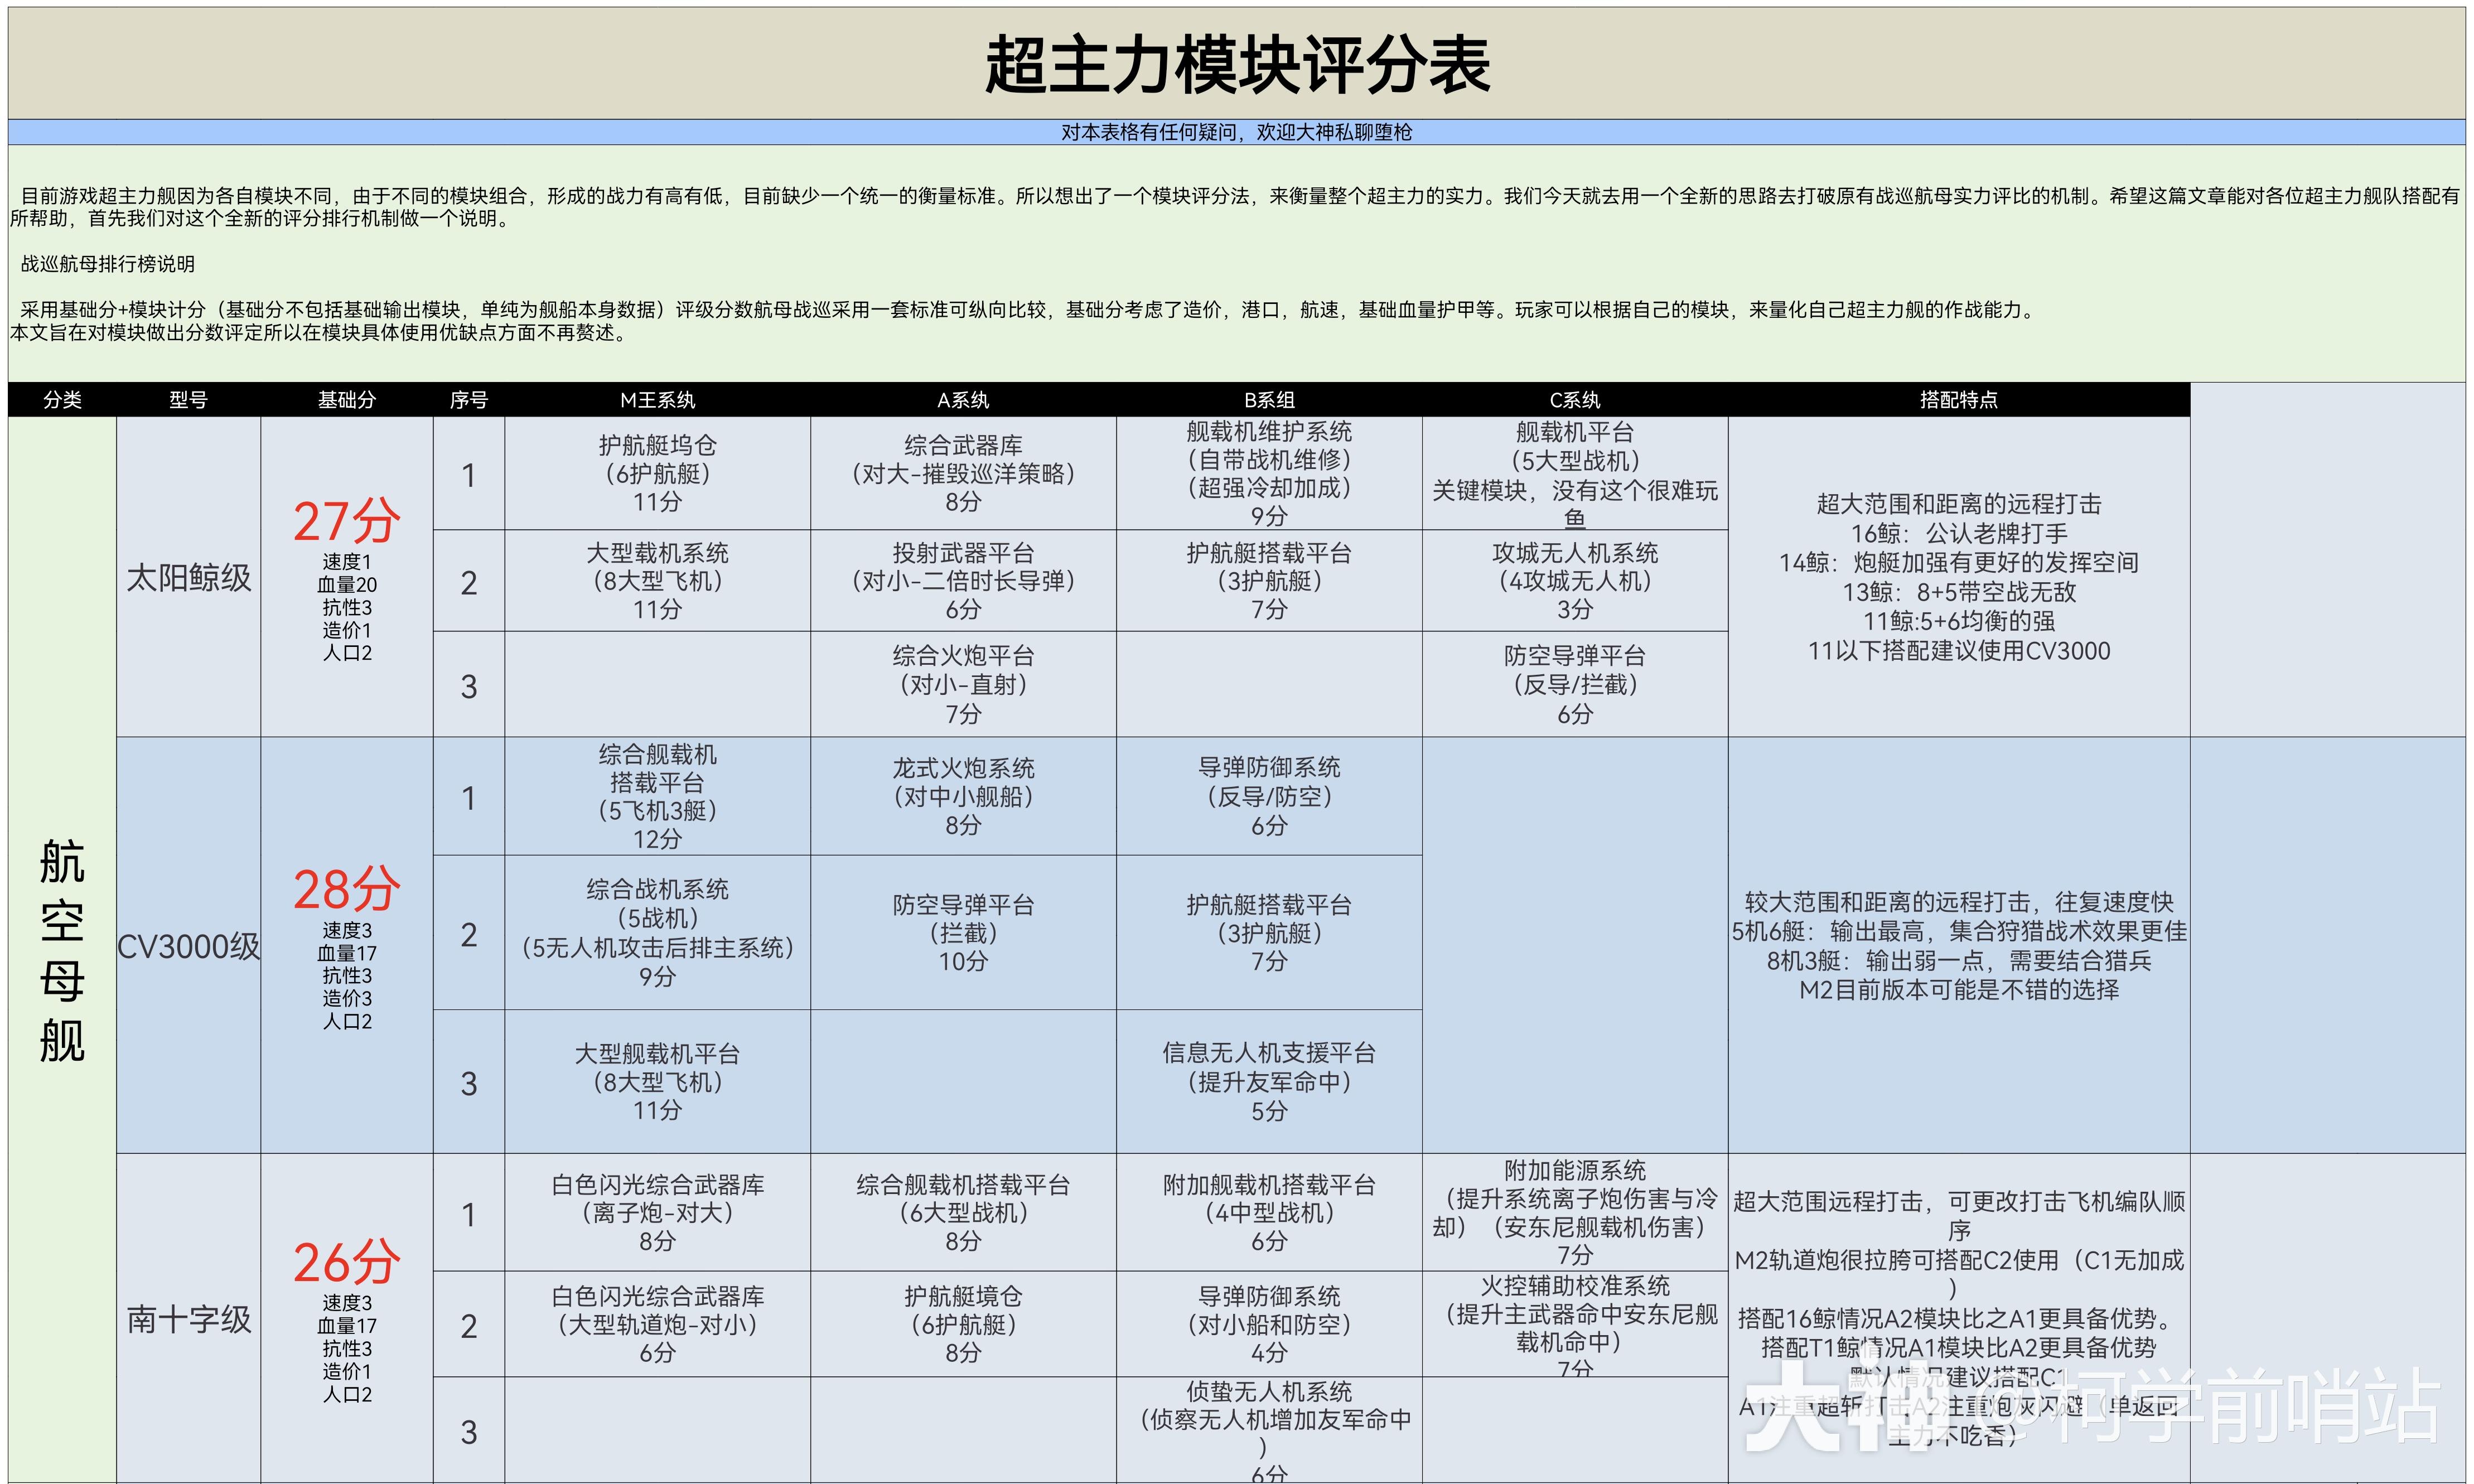 超主力模块评分表
对本表格有任何疑问，欢迎大神私聊堕枪
目前游戏超主力舰因为各自模块不同，由于不同的模块组合，形成的战力有高有低，目前缺少一个统一的衡量标准。所以想出了一个模块评分法，来衡量整个超主力的实力。我们今天就去用一个全新的思路去打破原有战巡航母实力评比的机制。希望这篇文章能对各位超主力舰队搭配有
所帮助，首先我们对这个全新的评分排行机制做一个说明。
战巡航母排行榜说明
采用基础分+模块计分（基础分不包括基础输出模块，单纯为舰船本身数据）评级分数航母战巡采用一套标准可纵向比较，基础分考虑了造价，港口，航速，基础血量护甲等。玩家可以根据自己的模块，来量化自己超主力舰的作战能力。
本文旨在对模块做出分数评定所以在模块具体使用优缺点方面不再赘述。
分类
型号
基础分
序号
M王系纨
A系纨
B系组
C系纨
搭配特点
航
空
母
舰
太阳鲸级
27分
速度1
血量20
抗性3
造价1
人口2
1
护航艇坞仓
（6护航艇）
11分
综合武器库
（对大-摧毁巡洋策略）
8分
舰载机维护系统
（自带战机维修）
（超强冷却加成）
9分
舰载机平台
（5大型战机）
关键模块，没有这个很难玩
鱼
2
大型载机系统
（8大型飞机）
11分
投射武器平台
（对小-二倍时长导弹）
6分
护航艇搭载平台
（3护航艇）
7分
攻城无人机系统
（4攻城无人机）
3分
3
综合火炮平台
（对小-直射）
7分
防空导弹平台
（反导/拦截）
6分
超大范围和距离的远程打击
16鲸：公认老牌打手
14鲸：炮艇加强有更好的发挥空间
13鲸：8+5带空战无敌
11鲸:5+6均衡的强
11以下搭配建议使用CV3000
CV3000级
28分
速度3
血量17
抗性3
造价3
人口2
1
综合舰载机
搭载平台
（5飞机3艇）
12分
龙式火炮系统
（对中小舰船）
8分
导弹防御系统
（反导/防空）
6分
2
综合战机系统
（5战机）
（5无人机攻击后排主系统）
9分
防空导弹平台
（拦截）
10分
护航艇搭载平台
（3护航艇）
7分
3
大型舰载机平台
（8大型飞机）
11分
信息无人机支援平台
（提升友军命中）
5分
较大范围和距离的远程打击，往复速度快
5机6艇：输出最高，集合狩猎战术效果更佳
8机3艇：输出弱一点，需要结合猎兵
M2目前版本可能是不错的选择
南十字级
26分
速度3
血量17
抗性3
造价1
人口2
1
白色闪光综合武器库
（离子炮-对大）
8分
综合舰载机搭载平台
（6大型战机）
8分
附加舰载机搭载平台
（4中型战机）
6分
附加能源系统
（提升系统离子炮伤害与冷
却）（安东尼舰载机伤害）
7分
2
白色闪光综合武器库
（大型轨道炮-对小）
6分
护航艇境仓
（6护航艇）
8分
导弹防御系统
（对小船和防空）
4分
火控辅助校准系统
（提升主武器命中安东尼舰
载机命中）
7分
3
侦蛰无人机系统
（侦察无人机增加友军命中
）
6分
超大范围远程打击，可更改打击飞机编队顺
序
M2轨道炮很拉胯可搭配C2使用（C1无加成
）
搭配16鲸情况A2模块比之A1更具备优势。
搭配T1鲸情况A1模块比A2更具备优势
默认情况建议搭配C
A1注重超斩打击A2注重炮灰闪避（单返回
主力不吃香）
大神 @柯学前哨站